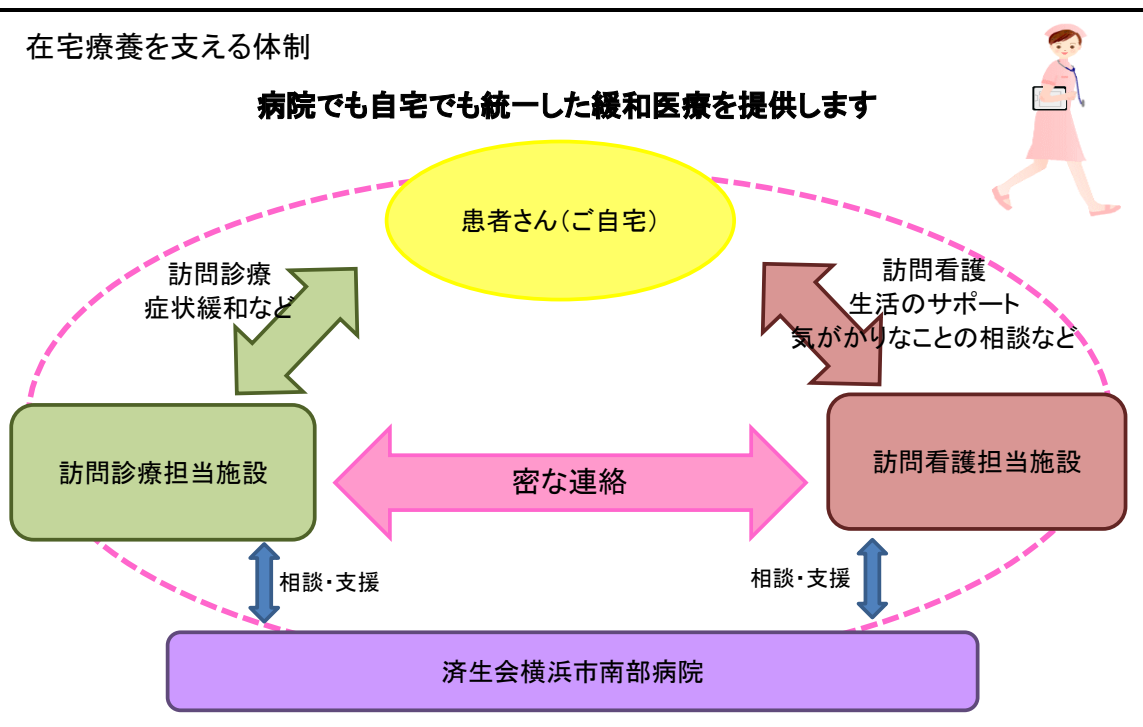 在宅療養を支える体制
病院でも自宅でも統一した緩和医療を提供します
患者さん(ご自宅)
訪問診療
症状緩和など
訪問看護
生活のサポート
気がかりなことの相談など
訪問診療担当施設
密な連絡
訪問看護担当施設
相談・支援
相談・支援
済生会横浜市南部病院